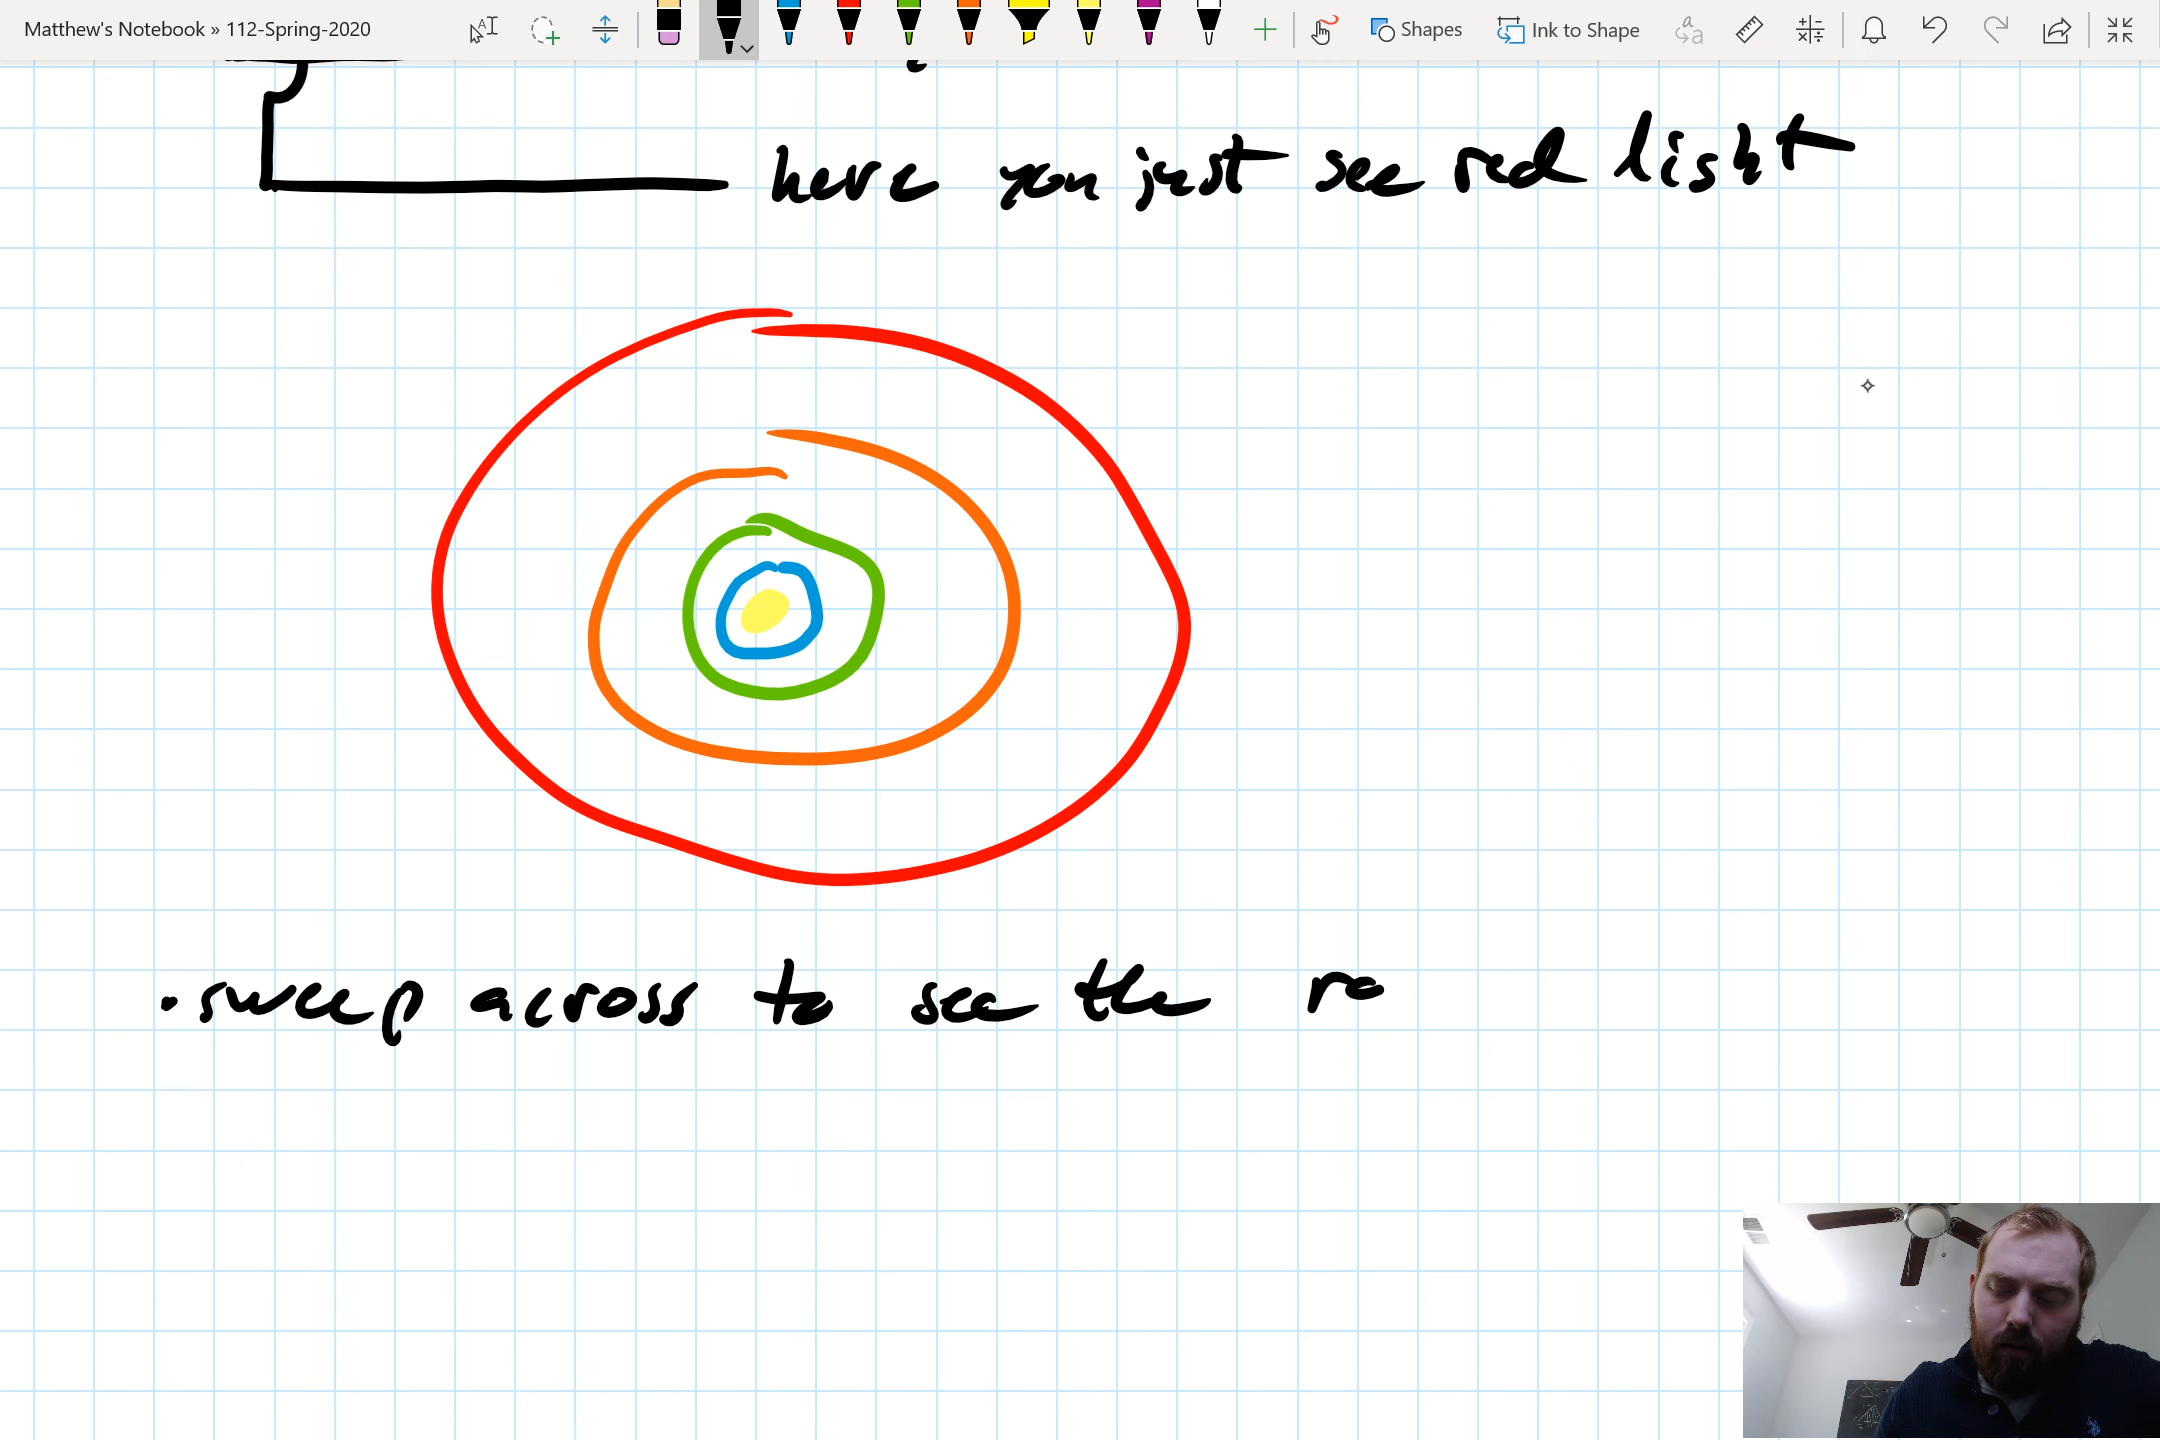 Matthew's Notebook » 112-Spring-2020
Shapes
Ink to Shape
here you just see red light
• sweep across to see the ra